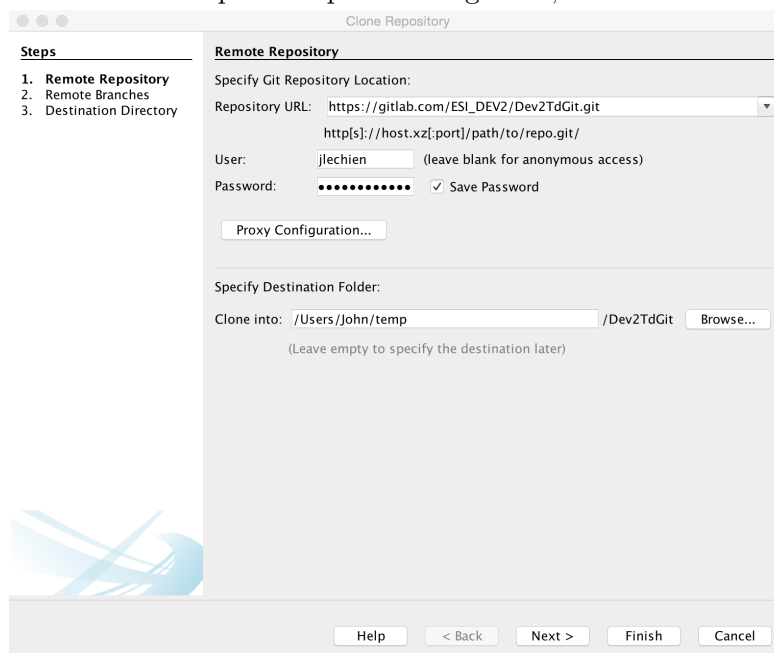 Clone Repository
Steps
1. Remote Repository
2. Remote Branches
3. Destination Directory
Remote Repository
Specify Git Repository Location:
Repository URL: https://gitlab.com/ESI_DEV2/Dev2TdGit.git
http[s]://host.xz[:port]/path/to/repo.git/
User: jlechien (leave blank for anonymous access)
Password: ●●●●●●●●●●●● Save Password
Proxy Configuration...
Specify Destination Folder:
Clone into: /Users/John/temp /Dev2TdGit Browse...
(Leave empty to specify the destination later)
Help < Back Next > Finish Cancel